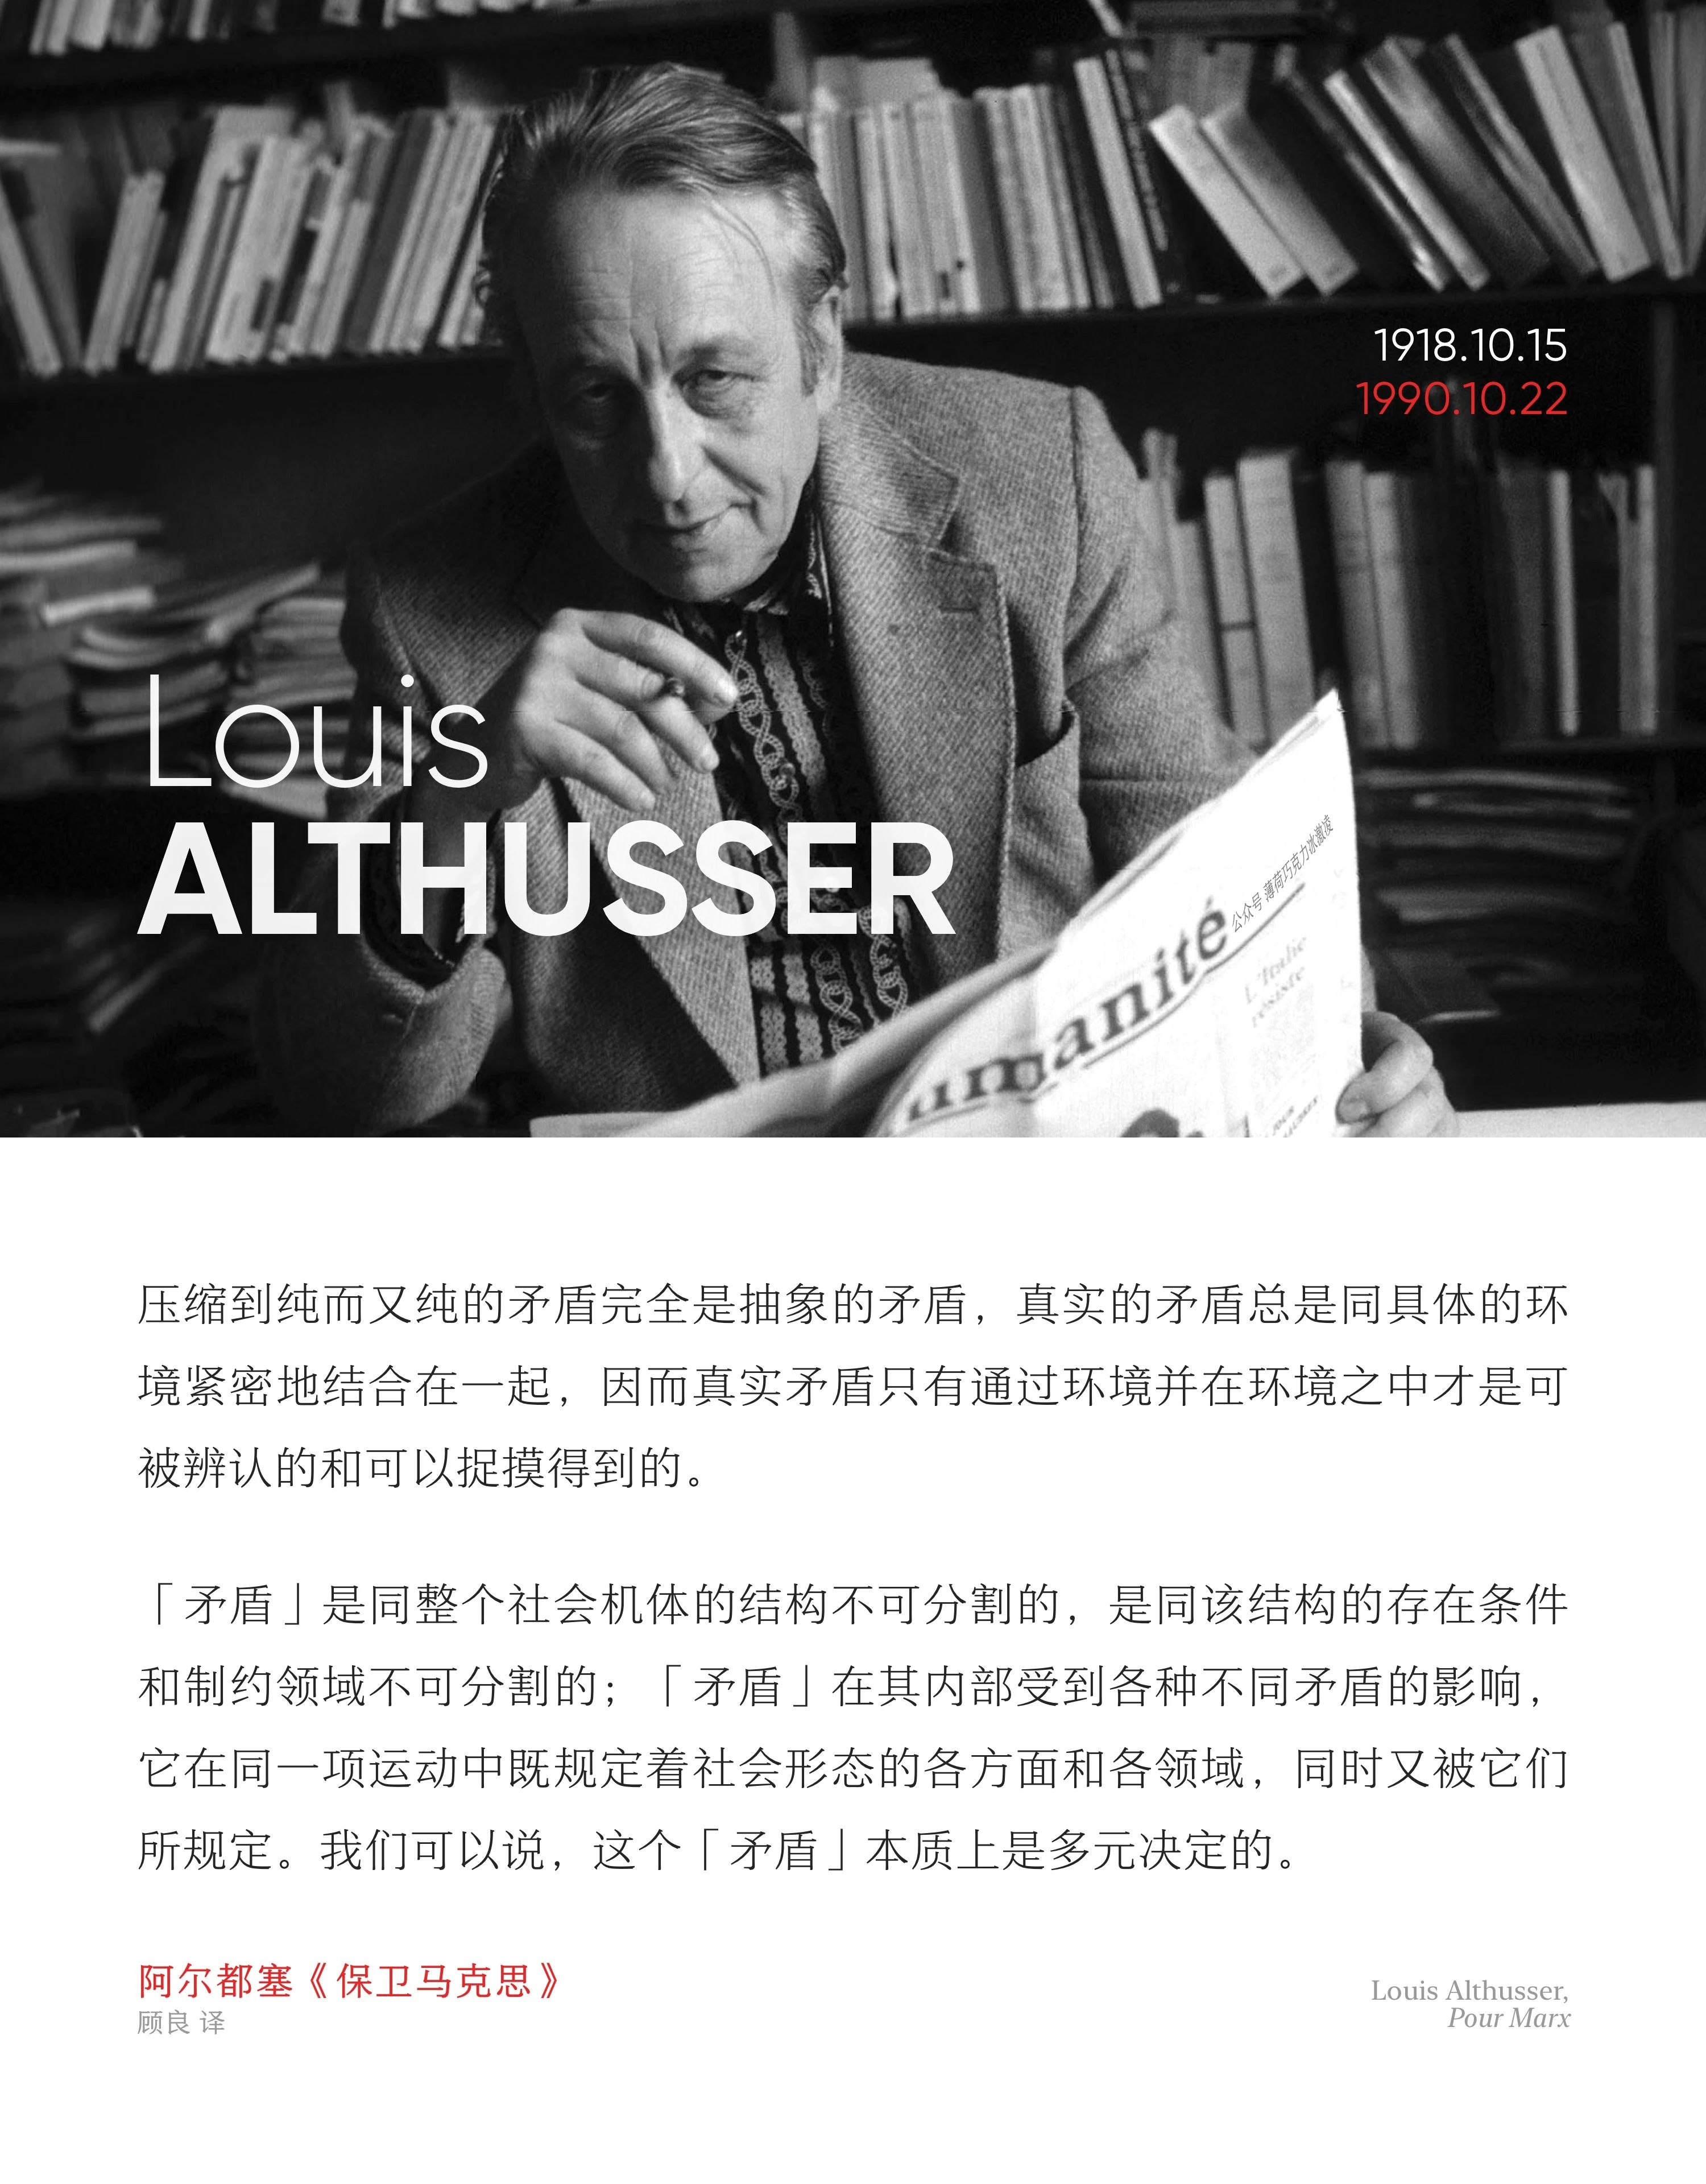 1918.10.15
1990.10.22
Louis
ALTHUSSER
公众号 薄荷巧克力冰激凌
umanité
L'Italie
résiste
压缩到纯而又纯的矛盾完全是抽象的矛盾，真实的矛盾总是同具体的环
境紧密地结合在一起，因而真实矛盾只有通过环境并在环境之中才是可
被辨认的和可以捉摸得到的。
「矛盾」是同整个社会机体的结构不可分割的，是同该结构的存在条件
和制约领域不可分割的；「矛盾」在其内部受到各种不同矛盾的影响，
它在同一项运动中既规定着社会形态的各方面和各领域，同时又被它们
所规定。我们可以说，这个「矛盾」本质上是多元决定的。
阿尔都塞《保卫马克思》
顾良 译
Louis Althusser,
Pour Marx